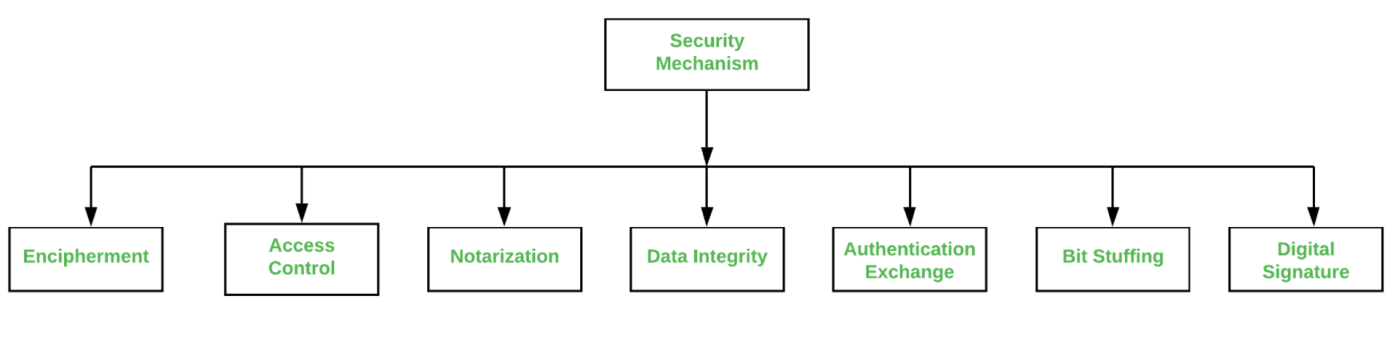 Security
Mechanism
Encipherment
Access
Control
Notarization
Data Integrity
Authentication
Exchange
Bit Stuffing
Digital
Signature